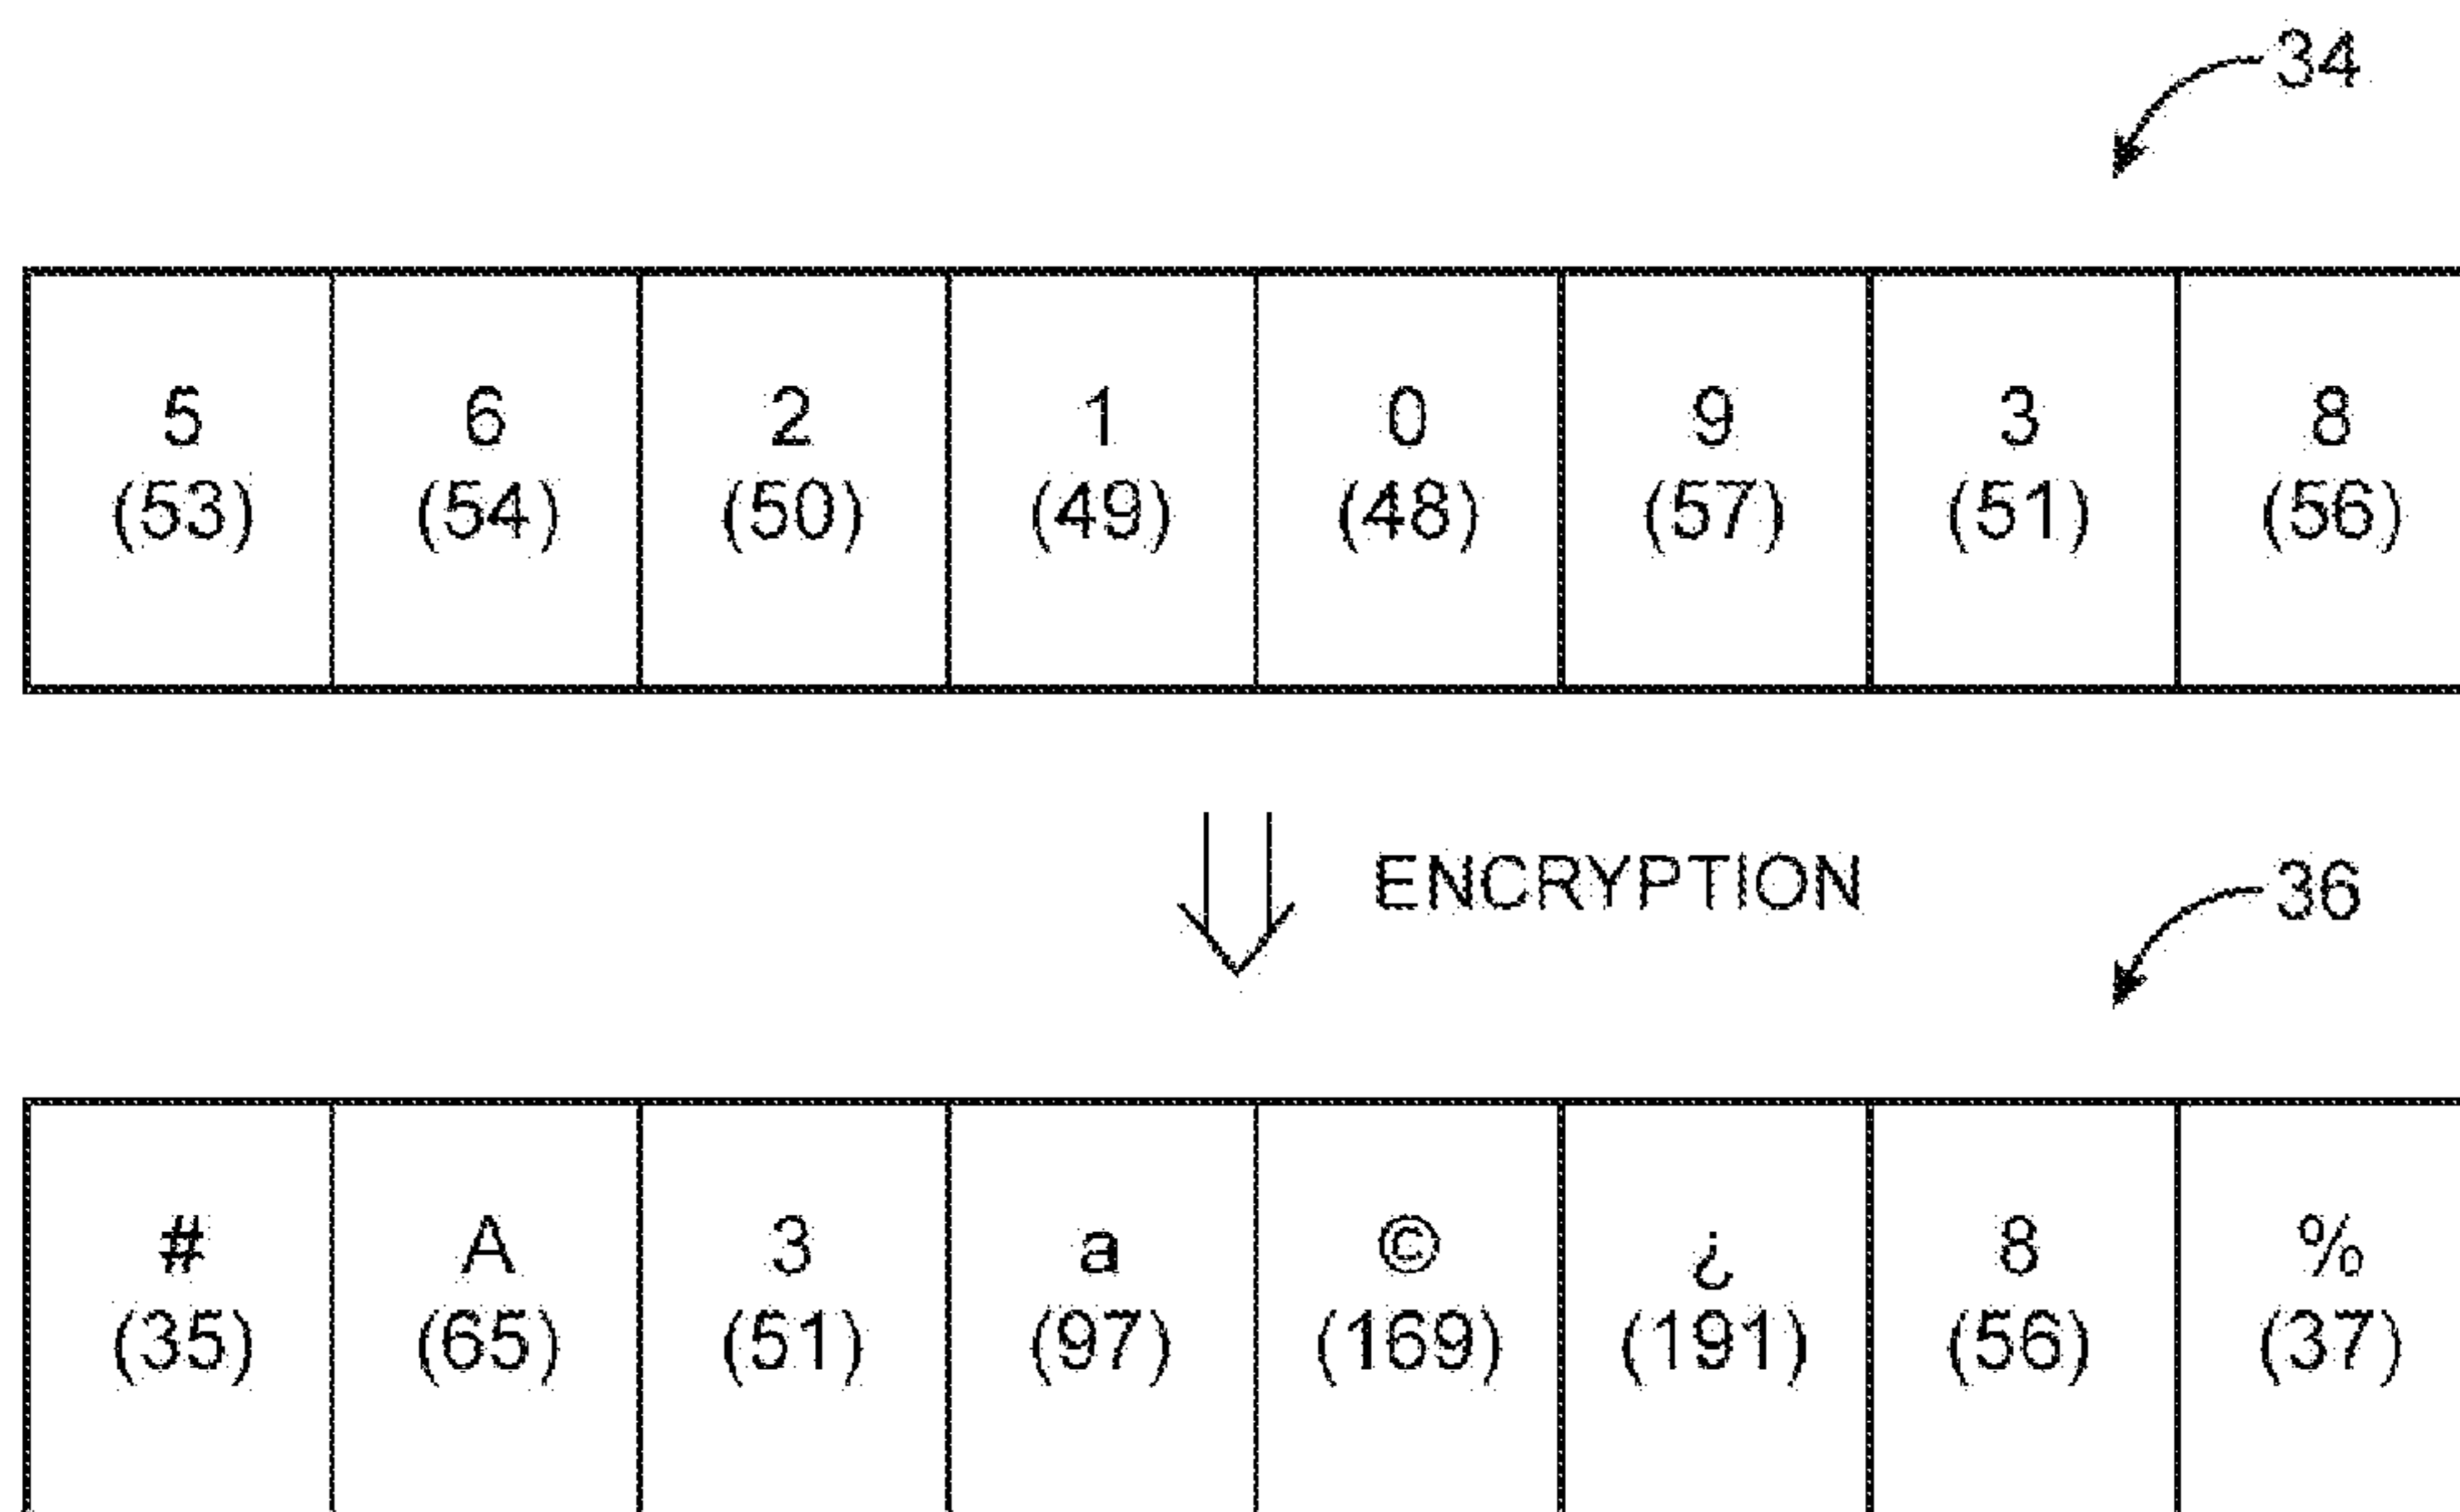 34
5 6 2 1 0 9 3 8
(53) (54) (50) (49) (48) (57) (51) (56)
ENCRYPTION
36
# A 3 a © ¿ 8 %
(35) (65) (51) (97) (169) (191) (56) (37)